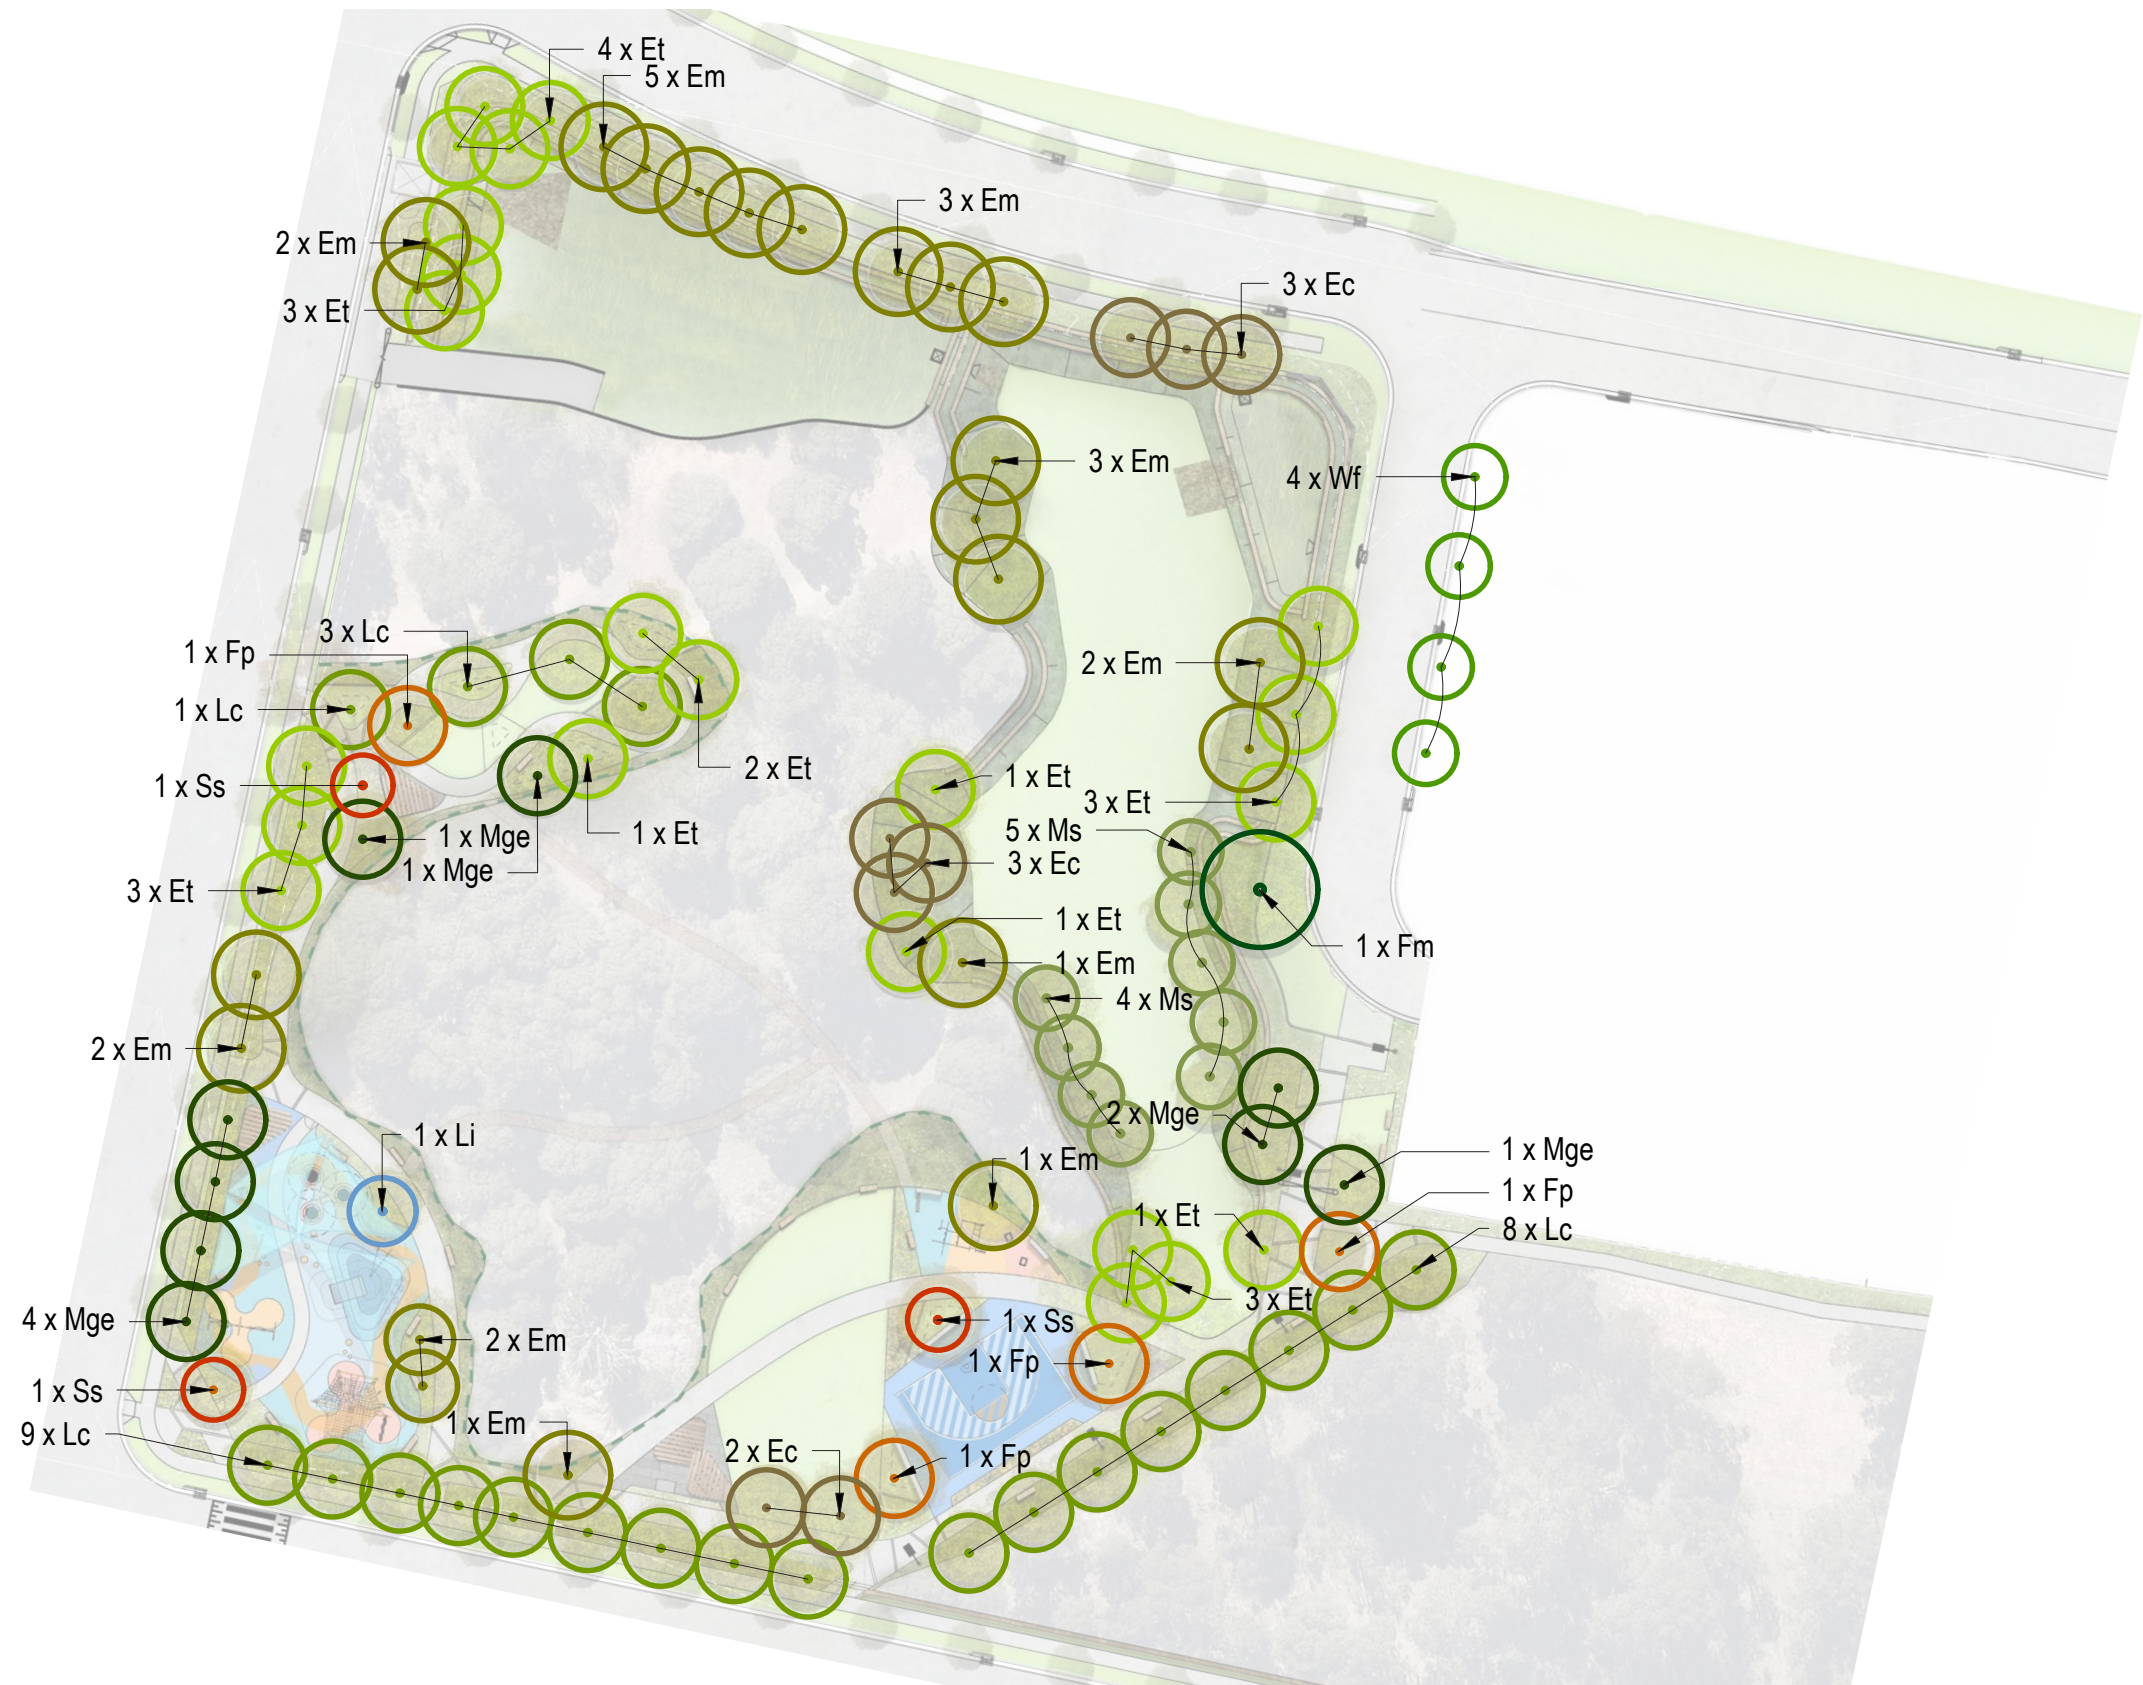 4 x Et
5 x Em
3 x Em
2 x Em
3 x Ec
3 x Et
3 x Em
4 x Wf
3 x Lc
1 x Fp
2 x Em
1 x Lc
2 x Et
1 x Et
1 x Ss
3 x Et
5 x Ms
1 x Et
1 x Mge
3 x Ec
1 x Mge
3 x Et
1 x Et
1 x Fm
1 x Em
4 x Ms
2 x Em
2 x Mge
1 x Li
1 x Mge
1 x Em
1 x Fp
1 x Et
8 x Lc
3 x Et
4 x Mge
1 x Ss
2 x Em
1 x Fp
1 x Ss
1 x Em
9 x Lc
2 x Ec
1 x Fp